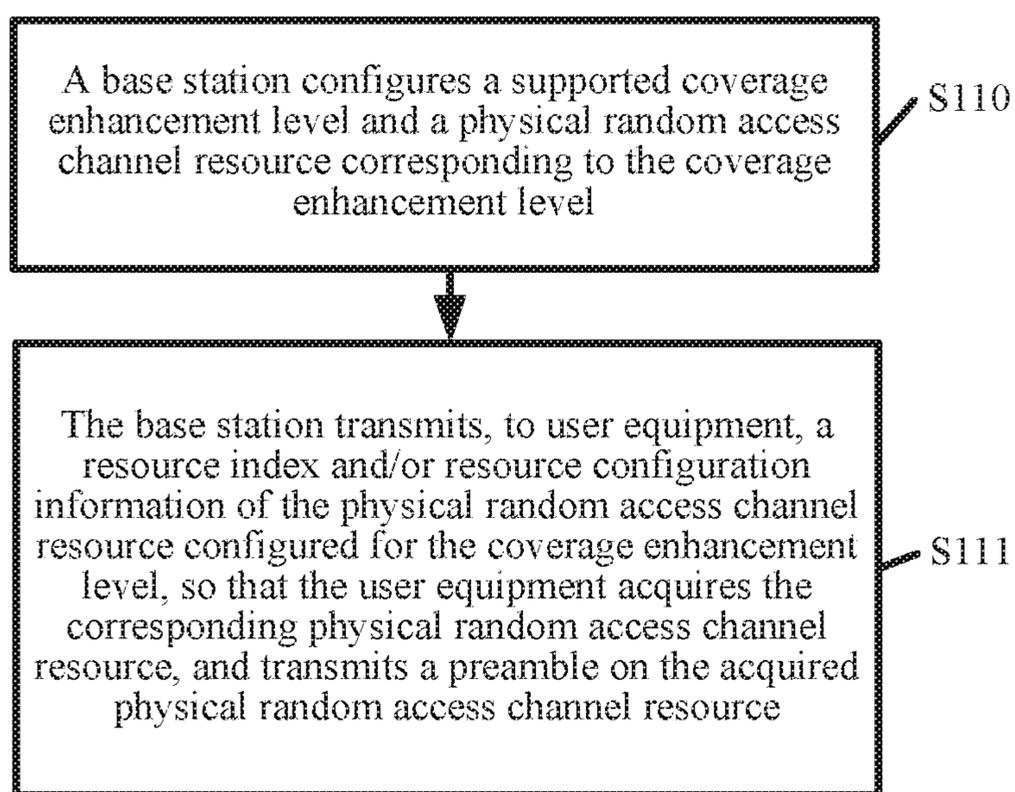 A base station configures a supported coverage
enhancement level and a physical random access
channel resource corresponding to the coverage
enhancement level
S110
The base station transmits, to user equipment, a
resource index and/or resource configuration
information of the physical random access channel
resource configured for the coverage enhancement
level, so that the user equipment acquires the
corresponding physical random access channel
resource, and transmits a preamble on the acquired
physical random access channel resource
S111